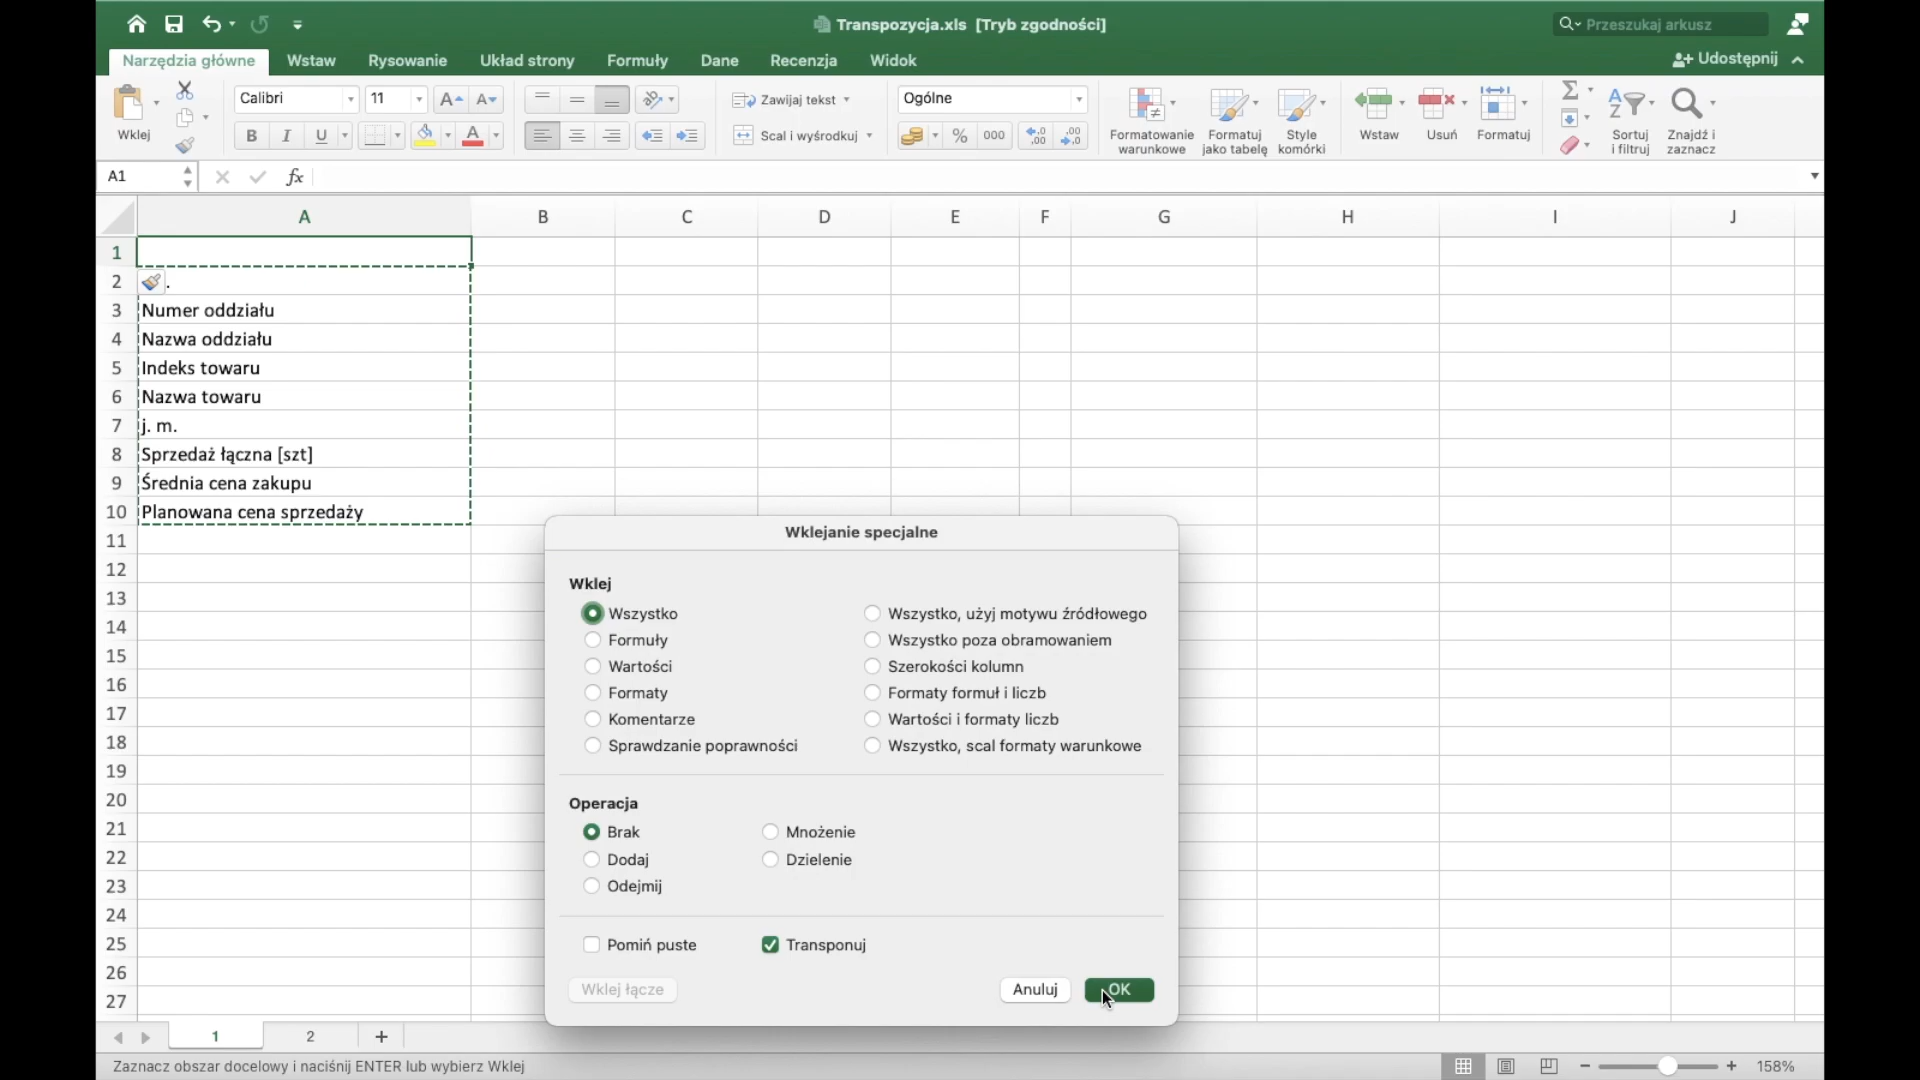 Transpozycja.xls [Tryb zgodności]
Przeszukaj arkusz
Narzędzia główne Wstaw Rysowanie Układ strony Formuły Dane Recenzja Widok Udostępnij
Wklej
Calibri 11
A A
B I U A
Zawijaj tekst
Scal i wyśrodkuj
Ogólne
% 000
Formatowanie warunkowe
Formatuj jako tabelę
Style komórki
Wstaw
Usuń
Formatuj
Sortuj i filtruj
Znajdź i zaznacz
A1 fx
A B C D E F G H I J
1
2 .
3 Numer oddziału
4 Nazwa oddziału
5 Indeks towaru
6 Nazwa towaru
7 j. m.
8 Sprzedaż łączna [szt]
9 Średnia cena zakupu
10 Planowana cena sprzedaży
11
12
13
14
15
16
17
18
19
20
21
22
23
24
25
26
27
Wklejanie specjalne
Wklej
Wszystko Wszystko, użyj motywu źródłowego
Formuły Wszystko poza obramowaniem
Wartości Szerokości kolumn
Formaty Formaty formuł i liczb
Komentarze Wartości i formaty liczb
Sprawdzanie poprawności Wszystko, scal formaty warunkowe
Operacja
Brak Mnożenie
Dodaj Dzielenie
Odejmij
Pomiń puste Transponuj
Wklej łącze Anuluj OK
1 2 +
Zaznacz obszar docelowy i naciśnij ENTER lub wybierz Wklej
158%